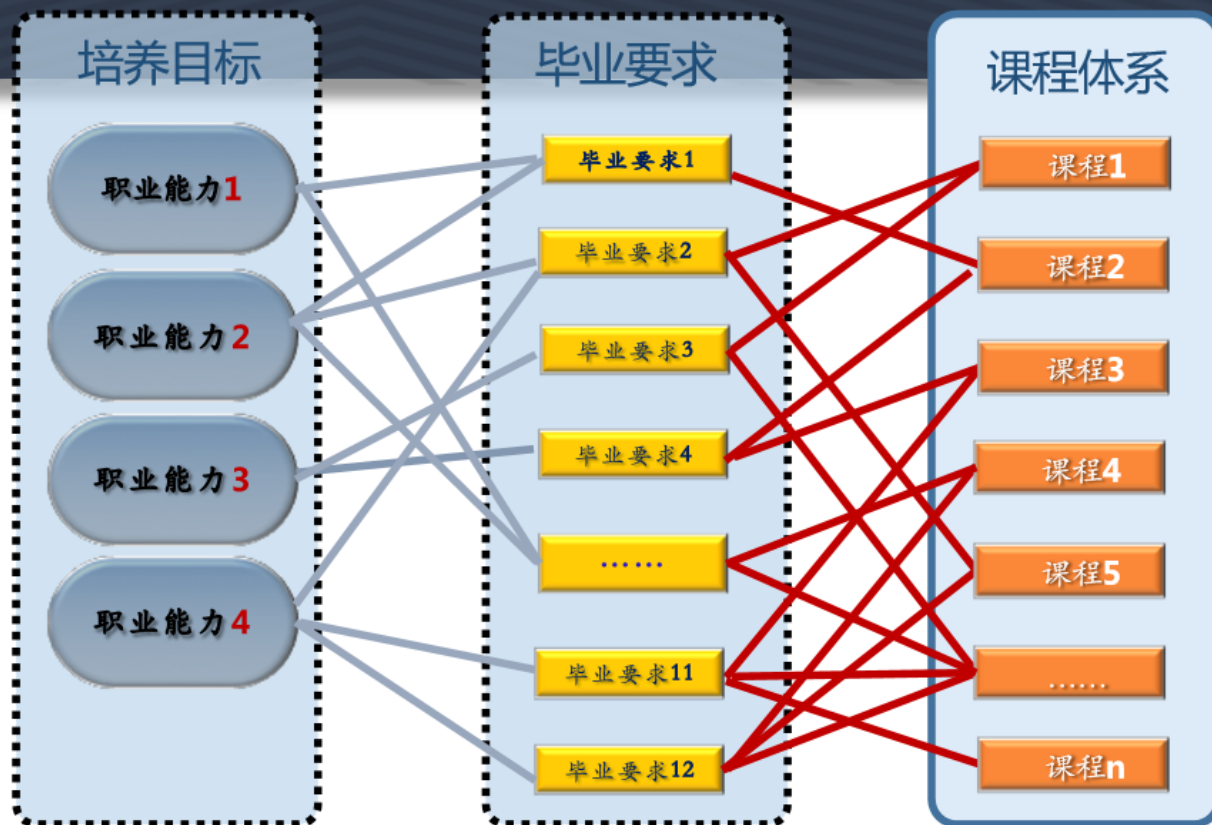 培养目标
职业能力1
职业能力2
职业能力3
职业能力4
毕业要求
毕业要求1
毕业要求2
毕业要求3
毕业要求4
……
毕业要求11
毕业要求12
课程体系
课程1
课程2
课程3
课程4
课程5
……
课程n